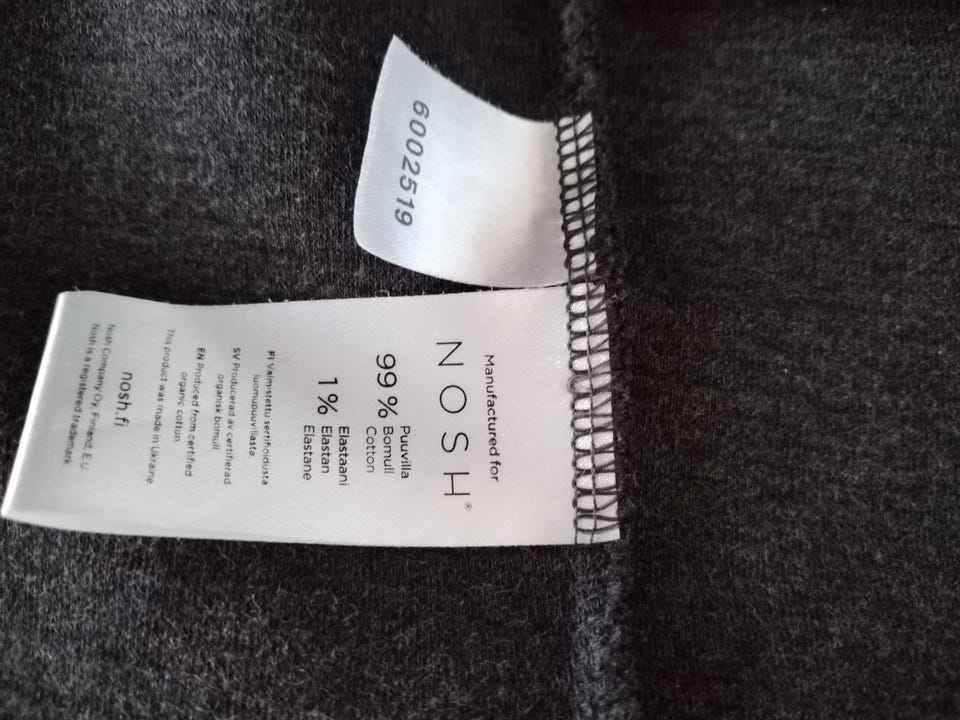 6002519
Manufactured for
NOSH®
99 % Puuvilla
Bomull
Cotton
1 % Elastaani
Elastan
Elastane
FI Valmistettu sertifioidusta
luomupuuvillasta.
SV Producerad av certifierad
organisk bomull
EN Produced from certified
organic cotton
This product was made in Ukraine
nosh.fi
Nosh Company Oy, Finland, E.U.
Nosh is a registered trademark